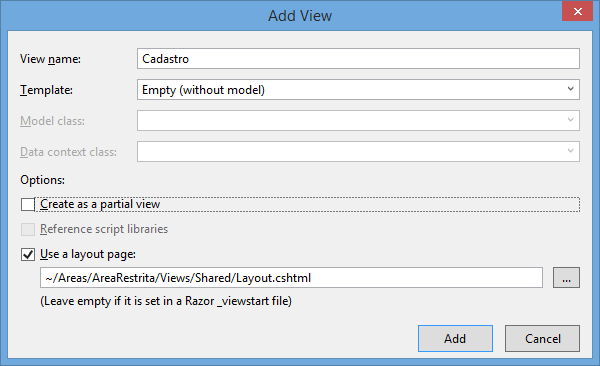 Add View
View name: Cadastro
Template: Empty (without model)
Model class:
Data context class:
Options:
Create as a partial view
Reference script libraries
Use a layout page:
~/Areas/AreaRestrita/Views/Shared/Layout.cshtml ...
(Leave empty if it is set in a Razor _viewstart file)
Add Cancel